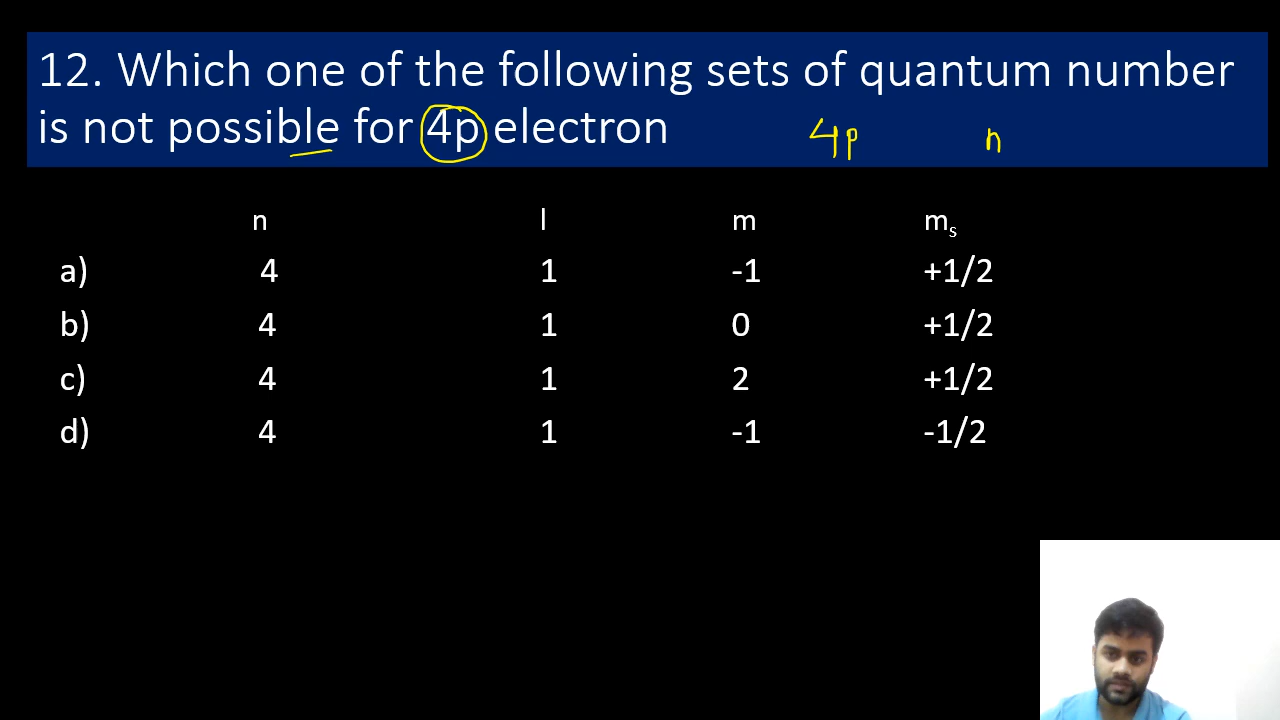 12. Which one of the following sets of quantum number
is not possible for 4p electron
4p n
n l m ms
a) 4 1 -1 +1/2
b) 4 1 0 +1/2
c) 4 1 2 +1/2
d) 4 1 -1 -1/2